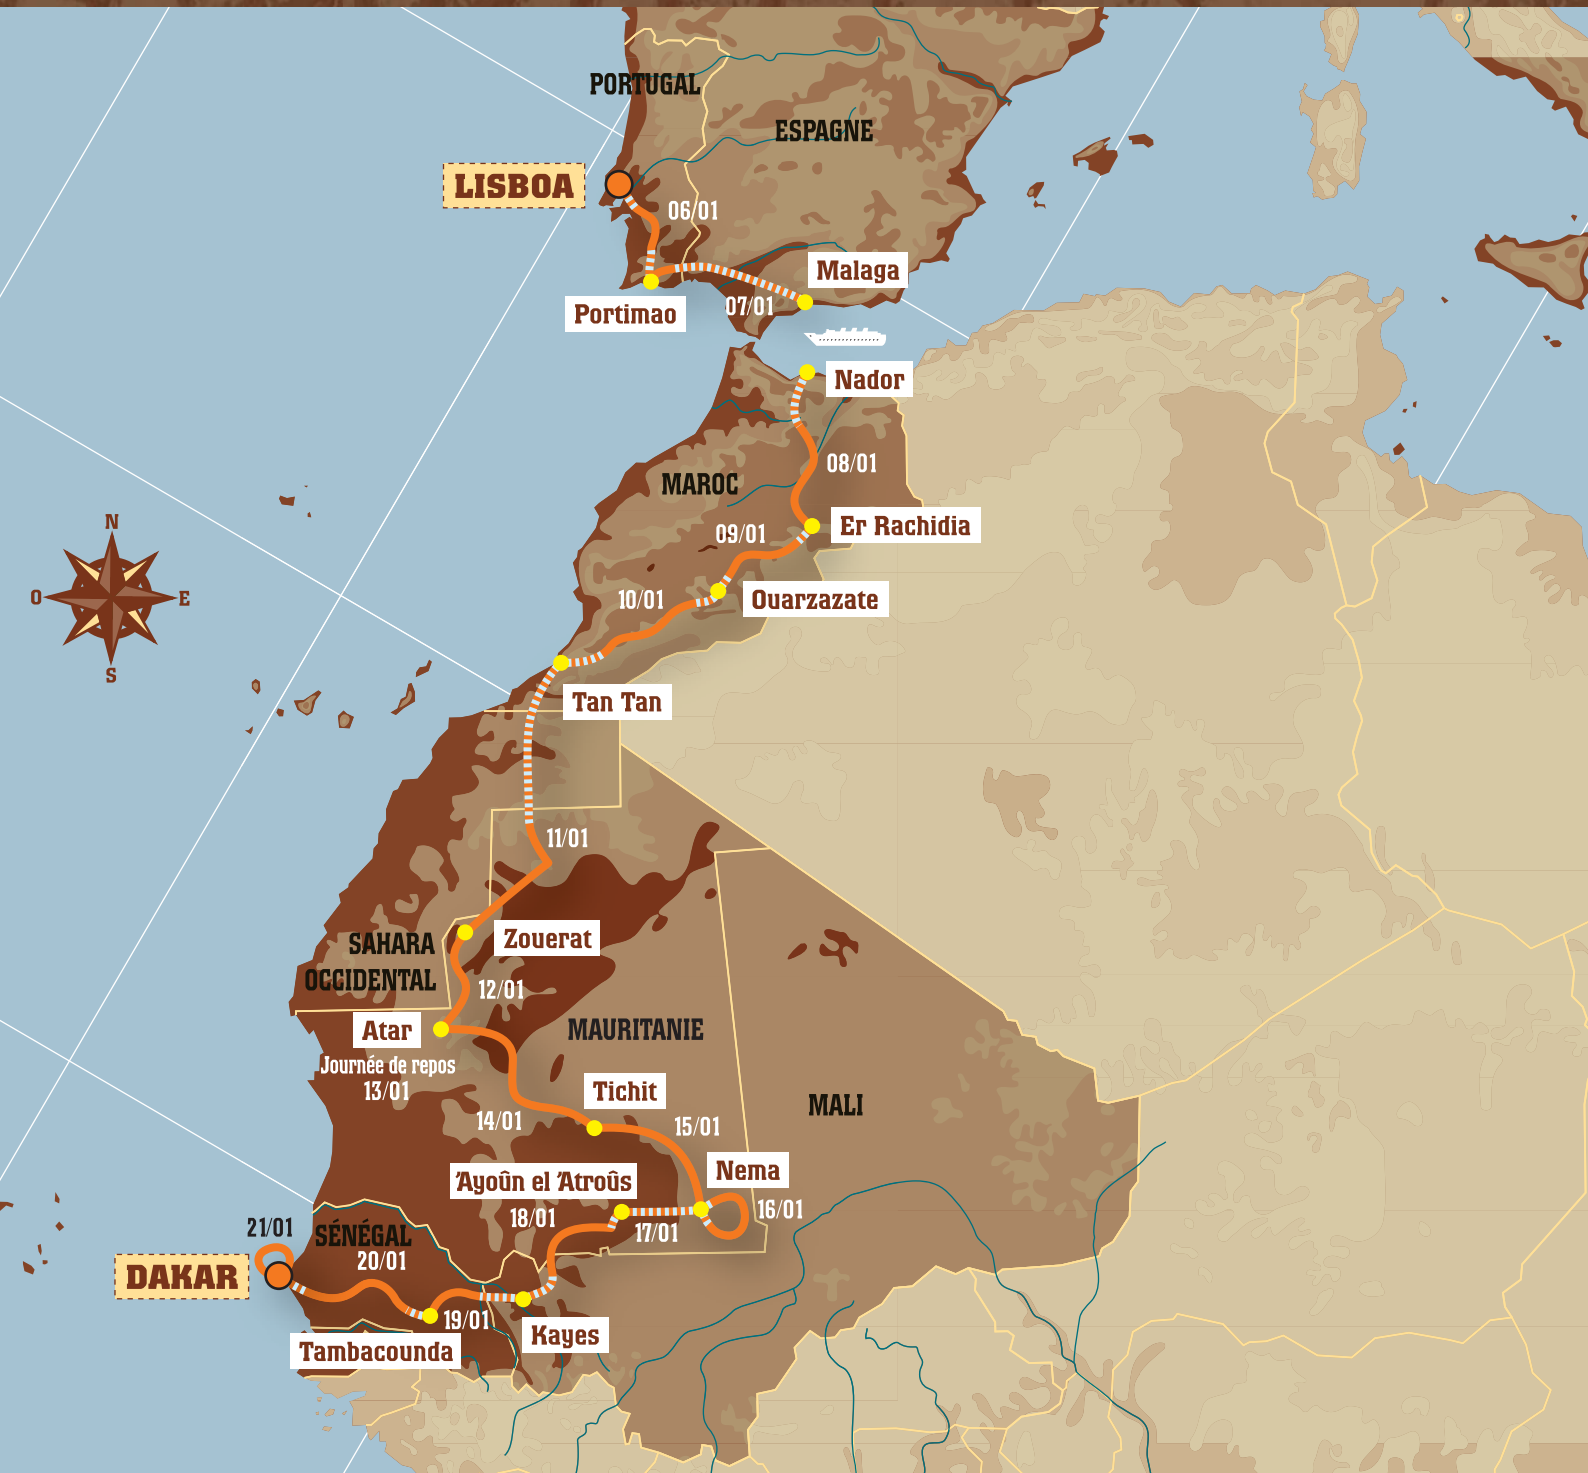 PORTUGAL
ESPAGNE
LISBOA
06/01
Malaga
07/01
Portimao
Nador
08/01
MAROC
Er Rachidia
09/01
Ouarzazate
10/01
N
O
E
S
Tan Tan
11/01
Zouerat
SAHARA
OCCIDENTAL
12/01
Atar
MAURITANIE
Journée de repos
13/01
Tichit
14/01
15/01
MALI
Nema
'Ayoûn el 'Atroûs
16/01
18/01
17/01
21/01
SÉNÉGAL
20/01
DAKAR
19/01
Kayes
Tambacounda